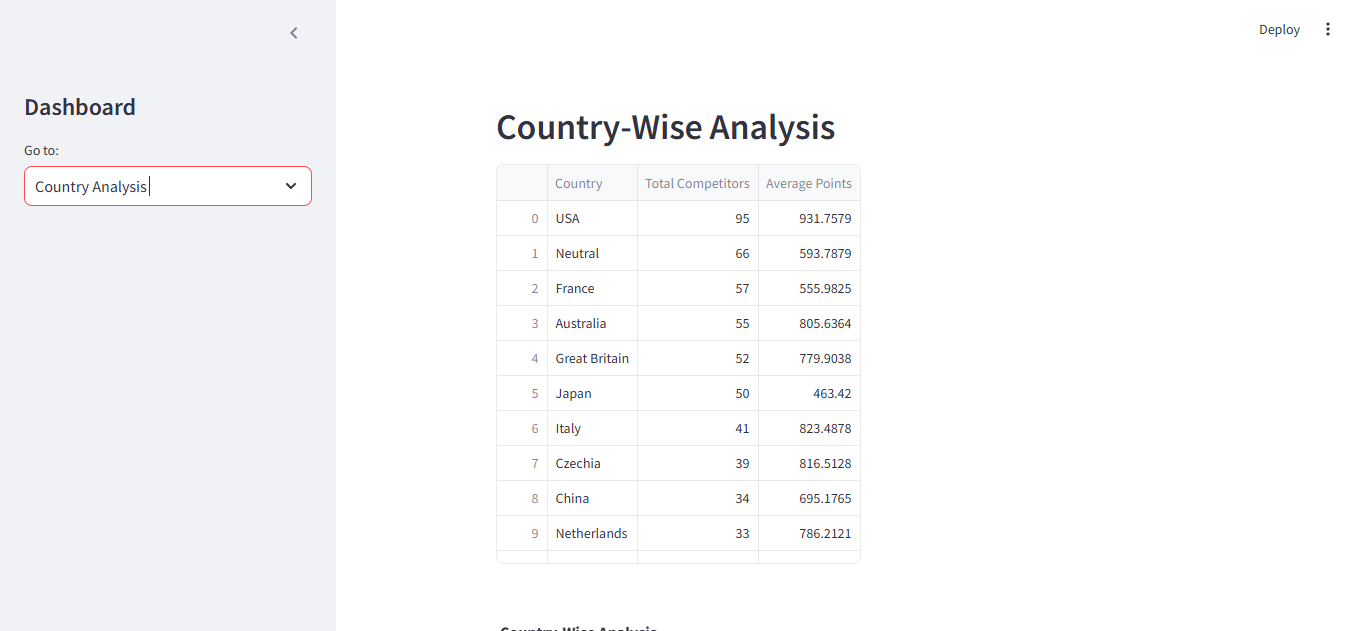 Deploy
Dashboard
Go to:
Country Analysis
Country-Wise Analysis
Country Total Competitors Average Points
0 USA 95 931.7579
1 Neutral 66 593.7879
2 France 57 555.9825
3 Australia 55 805.6364
4 Great Britain 52 779.9038
5 Japan 50 463.42
6 Italy 41 823.4878
7 Czechia 39 816.5128
8 China 34 695.1765
9 Netherlands 33 786.2121
Country-Wise Analysis